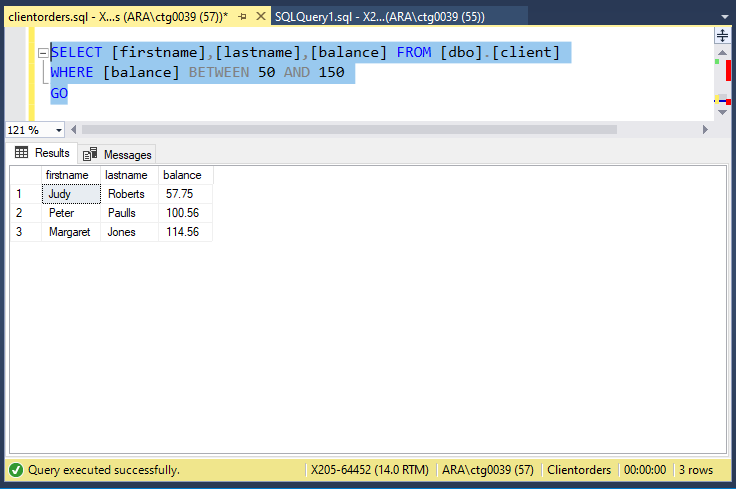 clientorders.sql - X...s (ARA\ctg0039 (57))* SQLQuery1.sql - X2...(ARA\ctg0039 (55))
SELECT [firstname],[lastname],[balance] FROM [dbo].[client]
WHERE [balance] BETWEEN 50 AND 150
GO
121 %
Results Messages
firstname lastname balance
1 Judy Roberts 57.75
2 Peter Paulls 100.56
3 Margaret Jones 114.56
Query executed successfully. X205-64452 (14.0 RTM) ARA\ctg0039 (57) Clientorders 00:00:00 3 rows